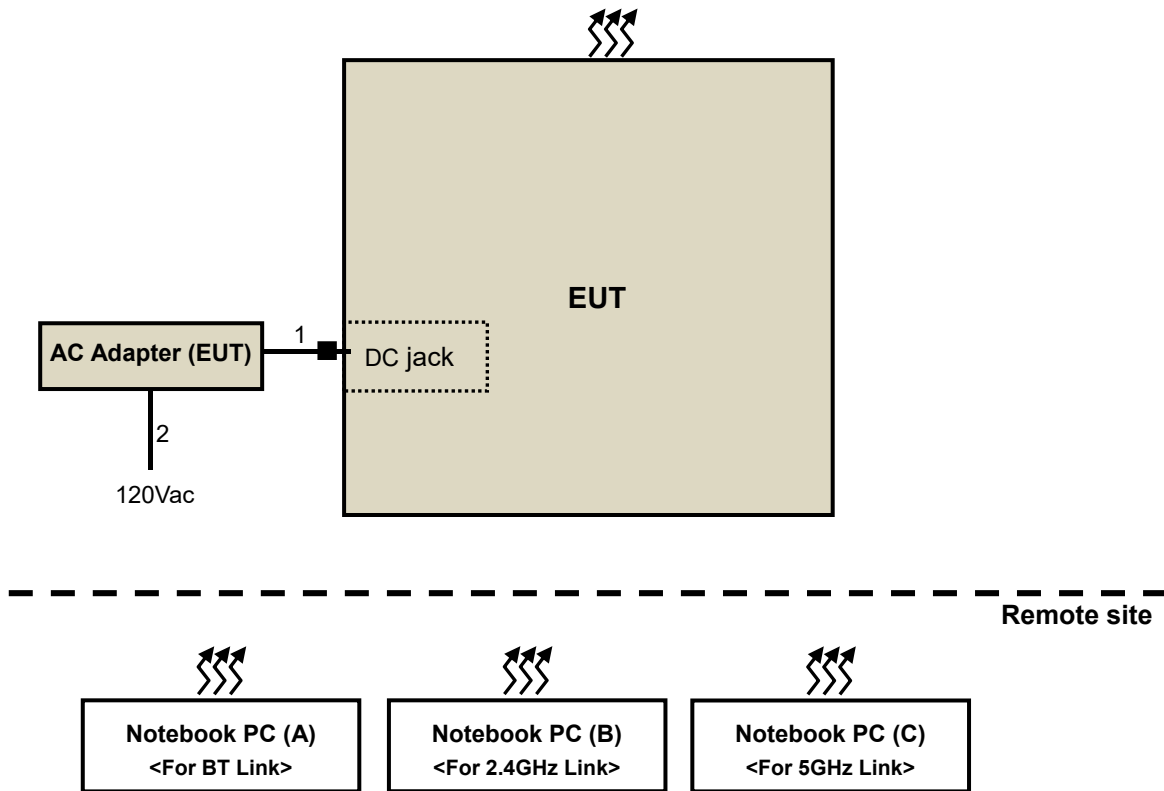 EUT
1
AC Adapter (EUT)
DC jack
2
120Vac
Remote site
Notebook PC (A)
<For BT Link>
Notebook PC (B)
<For 2.4GHz Link>
Notebook PC (C)
<For 5GHz Link>